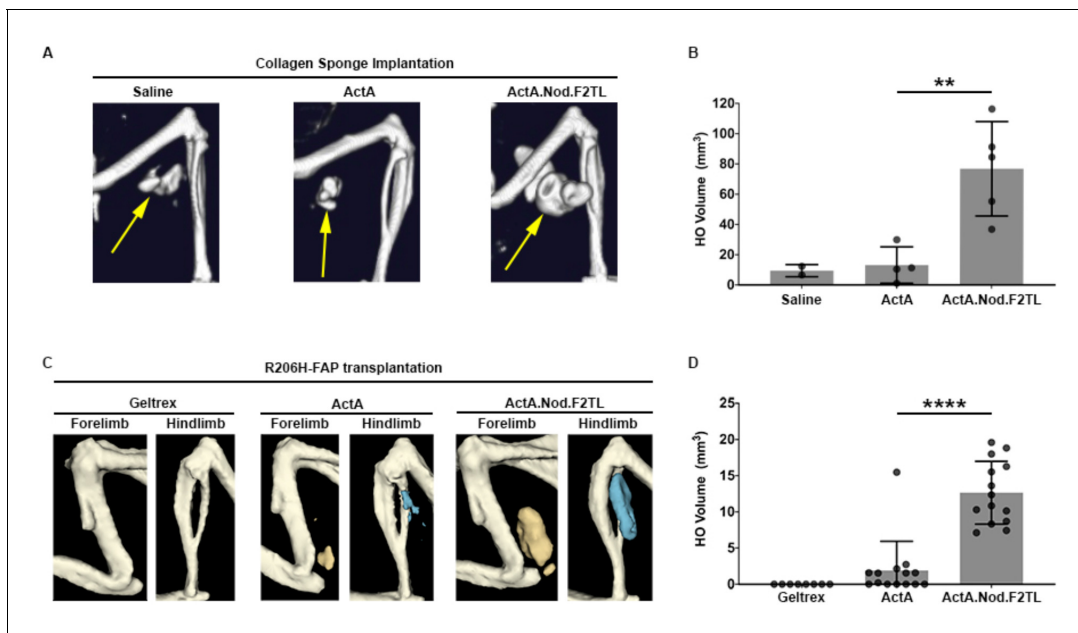 A
Collagen Sponge Implantation
Saline ActA ActA.Nod.F2TL
B
**
HO Volume (mm³)
120
100
80
60
40
20
0
Saline ActA ActA.Nod.F2TL
C
R206H-FAP transplantation
Geltrex ActA ActA.Nod.F2TL
Forelimb Hindlimb Forelimb Hindlimb Forelimb Hindlimb
D
****
HO Volume (mm³)
25
20
15
10
5
0
Geltrex ActA ActA.Nod.F2TL